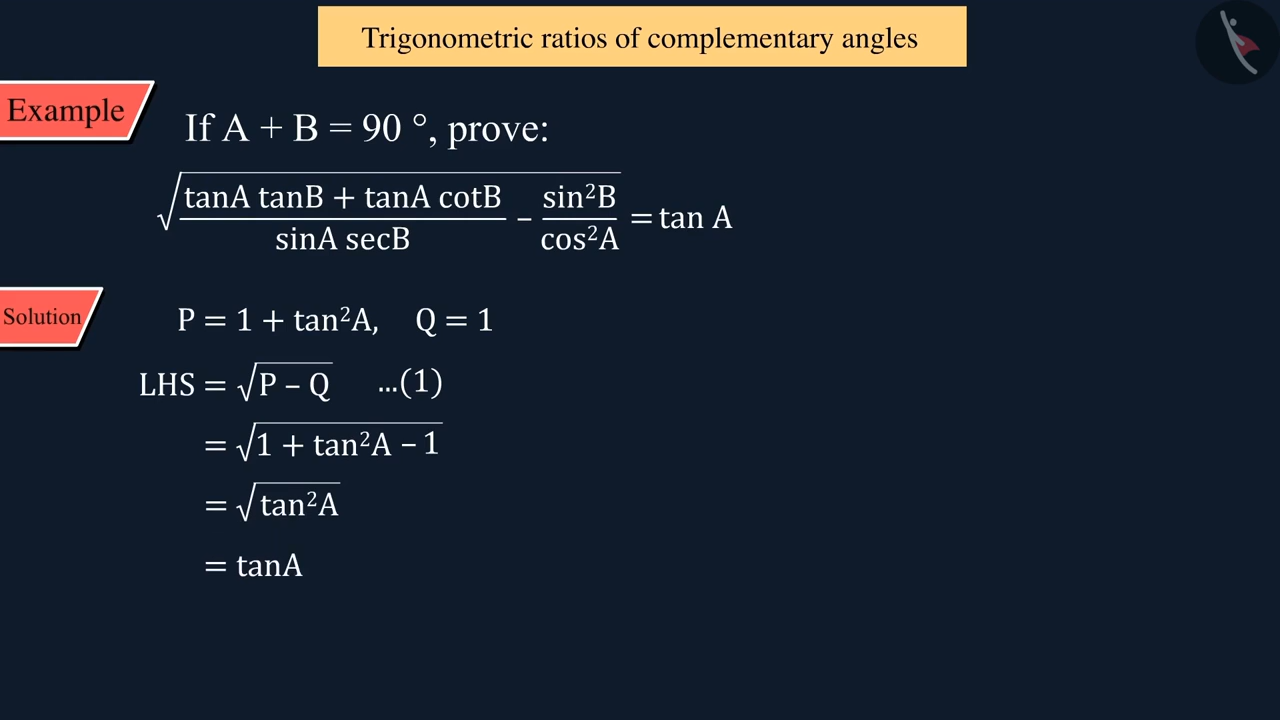 Trigonometric ratios of complementary angles
Example
If A + B = 90 °, prove:
√((tanA tanB + tanA cotB)/(sinA secB) – sin²B/cos²A) = tan A
Solution
P = 1 + tan²A, Q = 1
LHS = √(P – Q) ...(1)
= √(1 + tan²A – 1)
= √(tan²A)
= tanA